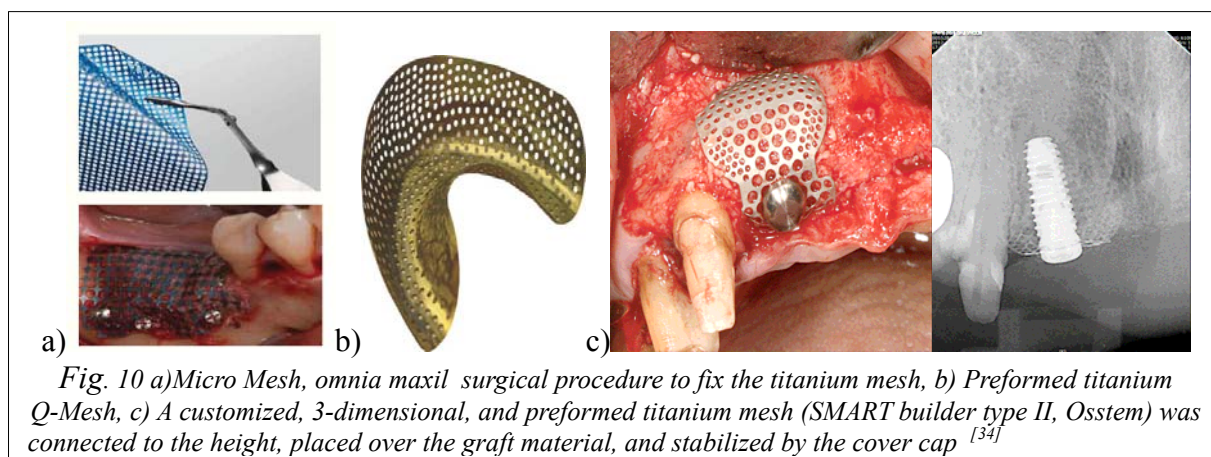 a)
b)
c)
Fig. 10 a)Micro Mesh, omnia maxil surgical procedure to fix the titanium mesh, b) Preformed titanium
Q-Mesh, c) A customized, 3-dimensional, and preformed titanium mesh (SMART builder type II, Osstem) was
connected to the height, placed over the graft material, and stabilized by the cover cap [34]